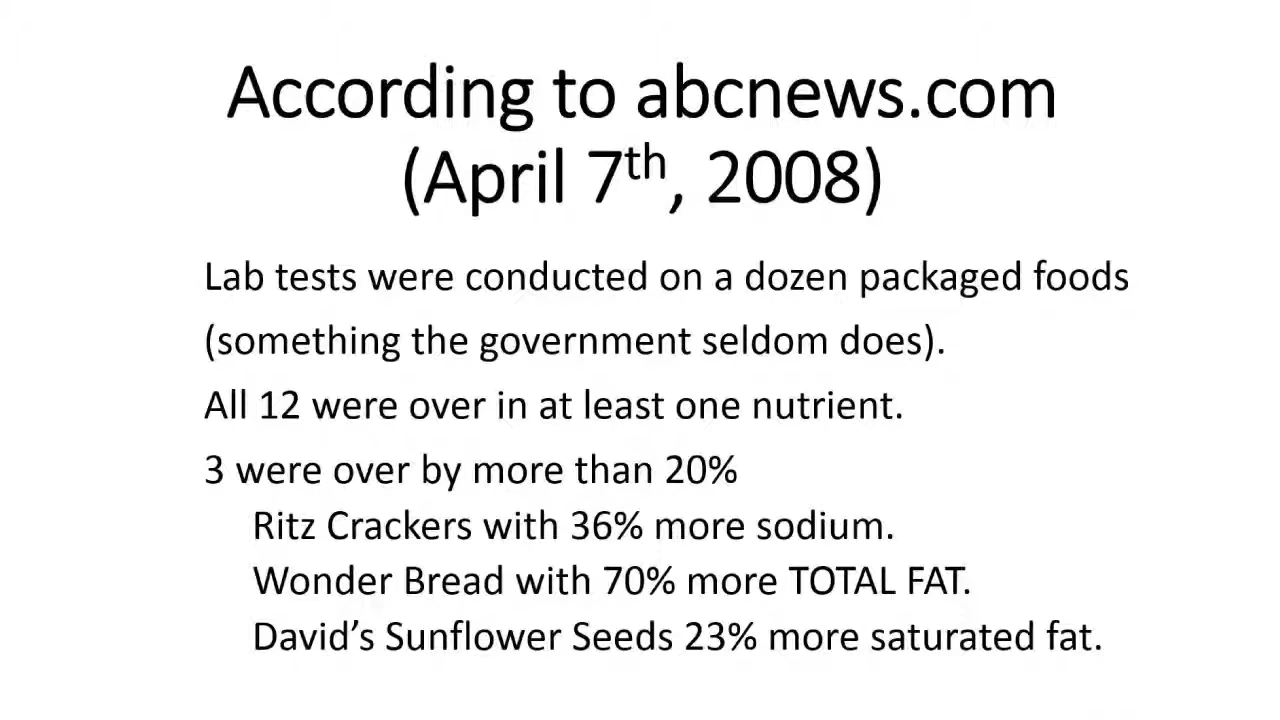 According to abcnews.com
(April 7th, 2008)
Lab tests were conducted on a dozen packaged foods
(something the government seldom does).
All 12 were over in at least one nutrient.
3 were over by more than 20%
Ritz Crackers with 36% more sodium.
Wonder Bread with 70% more TOTAL FAT.
David’s Sunflower Seeds 23% more saturated fat.